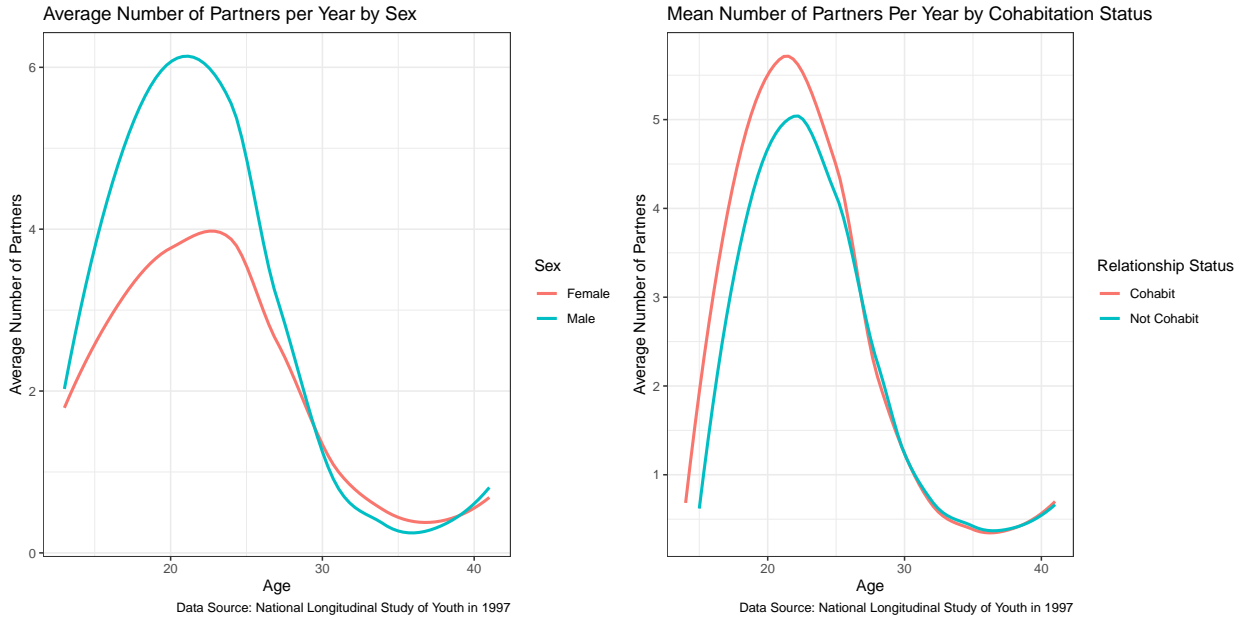 Average Number of Partners per Year by Sex
6
4
2
0
20
30
40
Average Number of Partners
Age
Sex
Female
Male
Data Source: National Longitudinal Study of Youth in 1997
Mean Number of Partners Per Year by Cohabitation Status
5
4
3
2
1
20
30
40
Average Number of Partners
Age
Relationship Status
Cohabit
Not Cohabit
Data Source: National Longitudinal Study of Youth in 1997